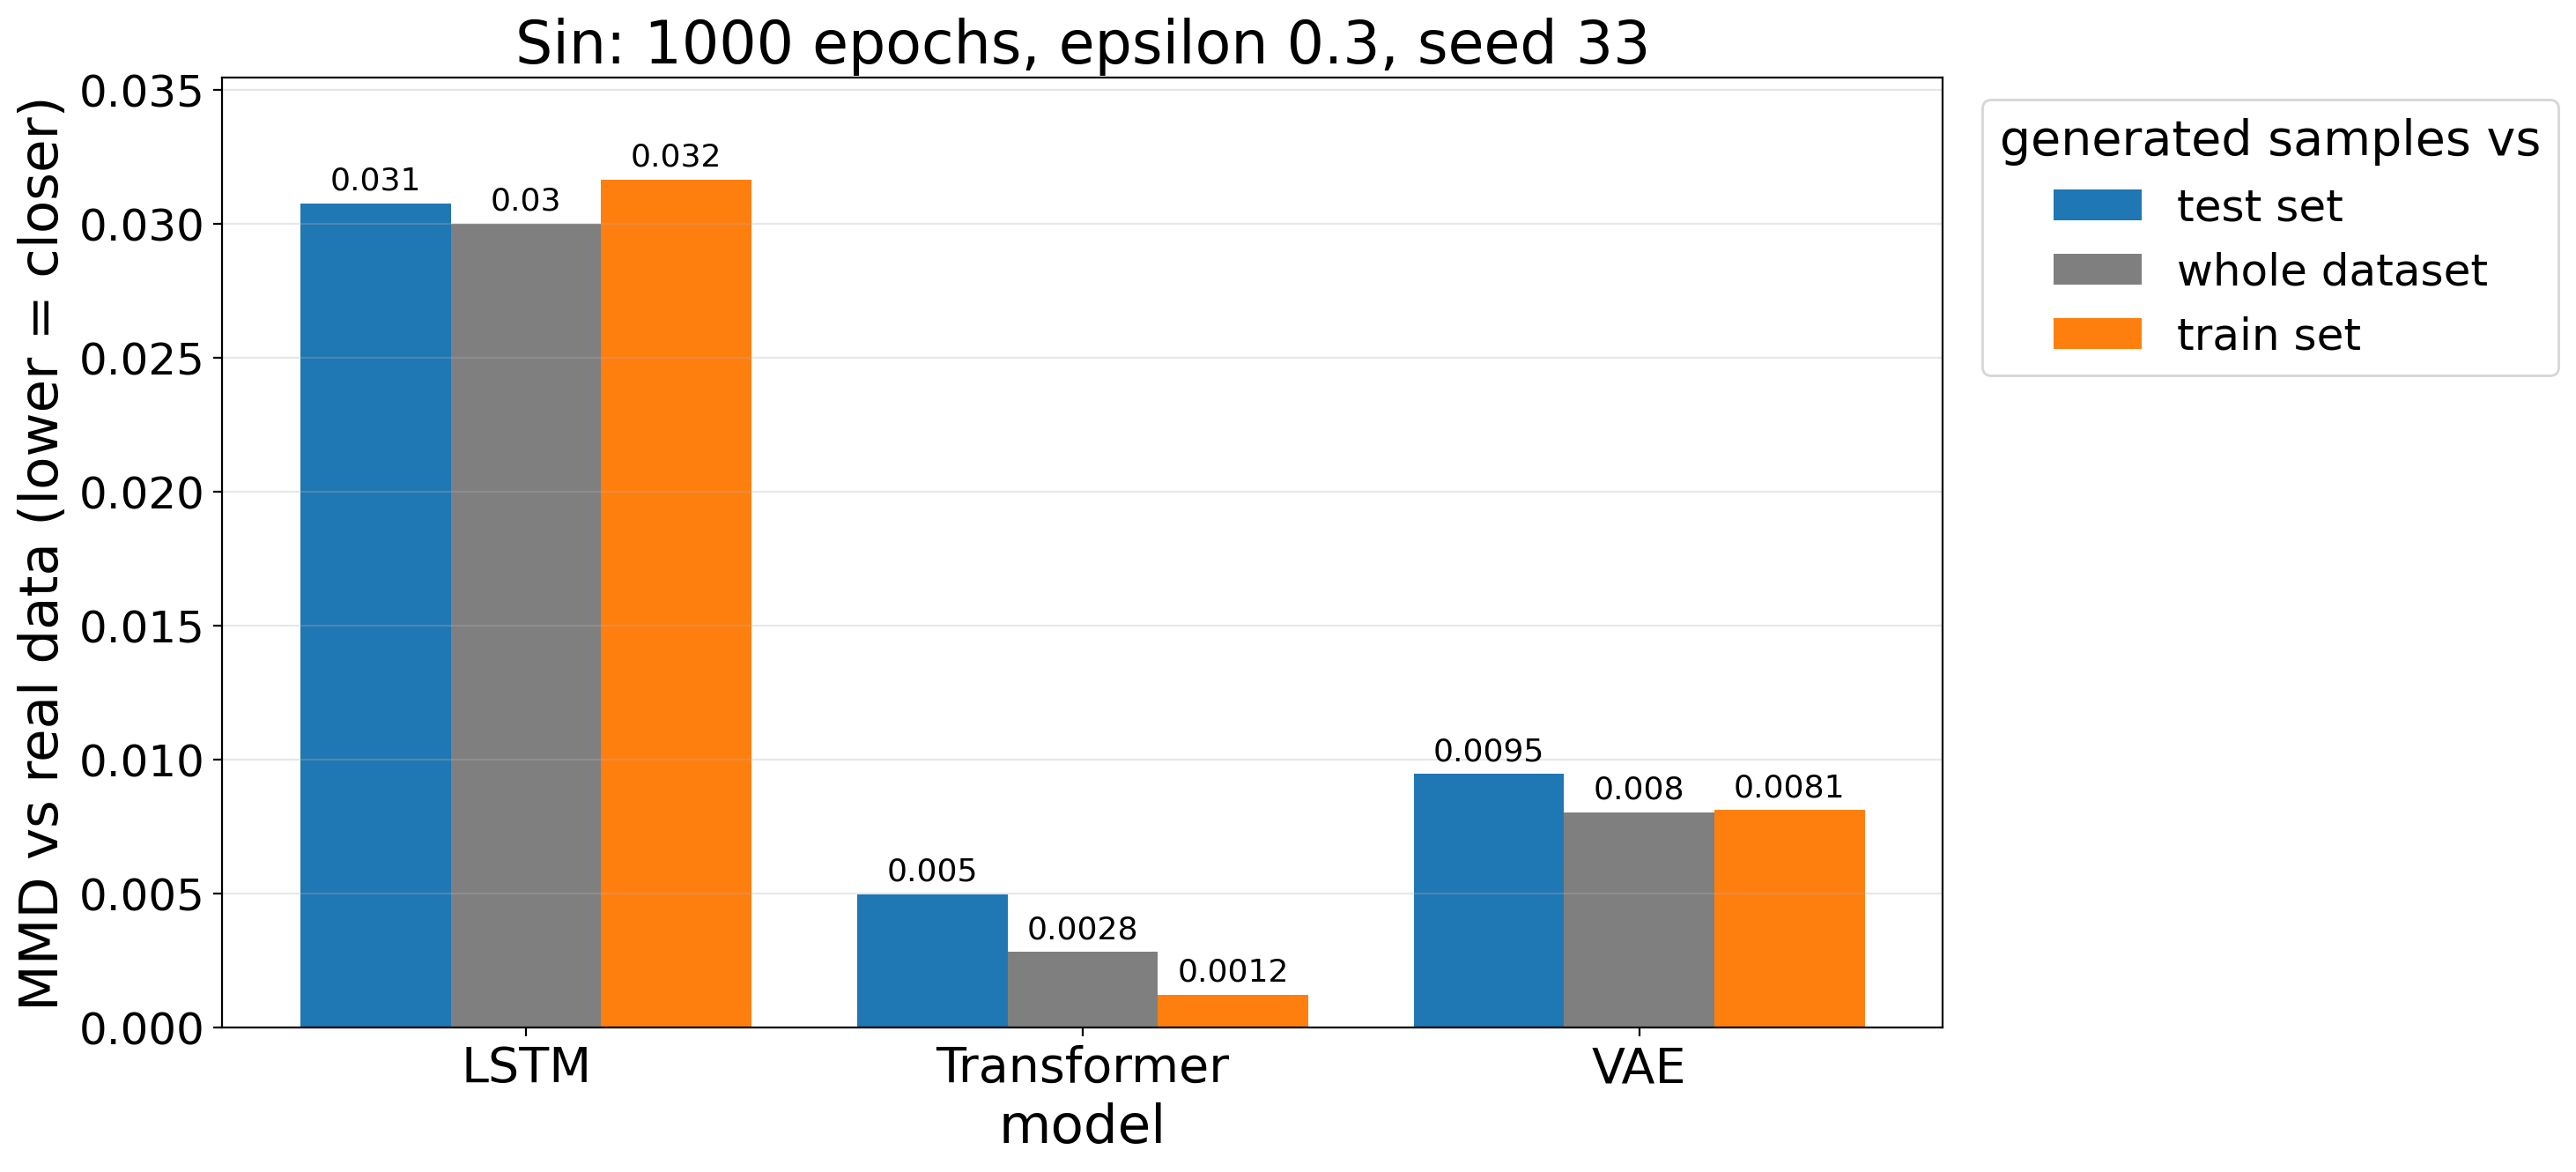 Sin: 1000 epochs, epsilon 0.3, seed 33
MMD vs real data (lower = closer)
0.035
0.030
0.025
0.020
0.015
0.010
0.005
0.000
0.031
0.03
0.032
0.005
0.0028
0.0012
0.0095
0.008
0.0081
LSTM
Transformer
VAE
model
generated samples vs
test set
whole dataset
train set